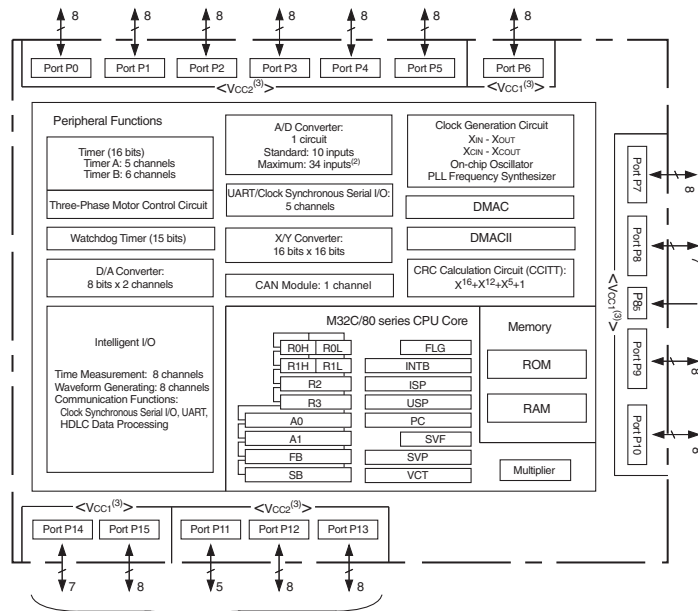 8 8 8 8 8 8 8
Port P0 Port P1 Port P2 Port P3 Port P4 Port P5 Port P6
<VCC2(3)> <VCC1(3)>
Peripheral Functions
Timer (16 bits)
Timer A: 5 channels
Timer B: 6 channels
Three-Phase Motor Control Circuit
Watchdog Timer (15 bits)
D/A Converter:
8 bits x 2 channels
Intelligent I/O
Time Measurement: 8 channels
Waveform Generating: 8 channels
Communication Functions:
Clock Synchronous Serial I/O, UART,
HDLC Data Processing
A/D Converter:
1 circuit
Standard: 10 inputs
Maximum: 34 inputs(2)
UART/Clock Synchronous Serial I/O:
5 channels
X/Y Converter:
16 bits x 16 bits
CAN Module: 1 channel
Clock Generation Circuit
XIN - XOUT
XCIN - XCOUT
On-chip Oscillator
PLL Frequency Synthesizer
DMAC
DMACII
CRC Calculation Circuit (CCITT):
X16+X12+X5+1
M32C/80 series CPU Core
R0H R0L
R1H R1L
R2
R3
A0
A1
FB
SB
FLG
INTB
ISP
USP
PC
SVF
SVP
VCT
Memory
ROM
RAM
Multiplier
<VCC1(3)>
Port P7
8
Port P8
7
P85
Port P9
8
Port P10
8
<VCC1(3)> <VCC2(3)>
Port P14 Port P15 Port P11 Port P12 Port P13
7 8 5 8 8